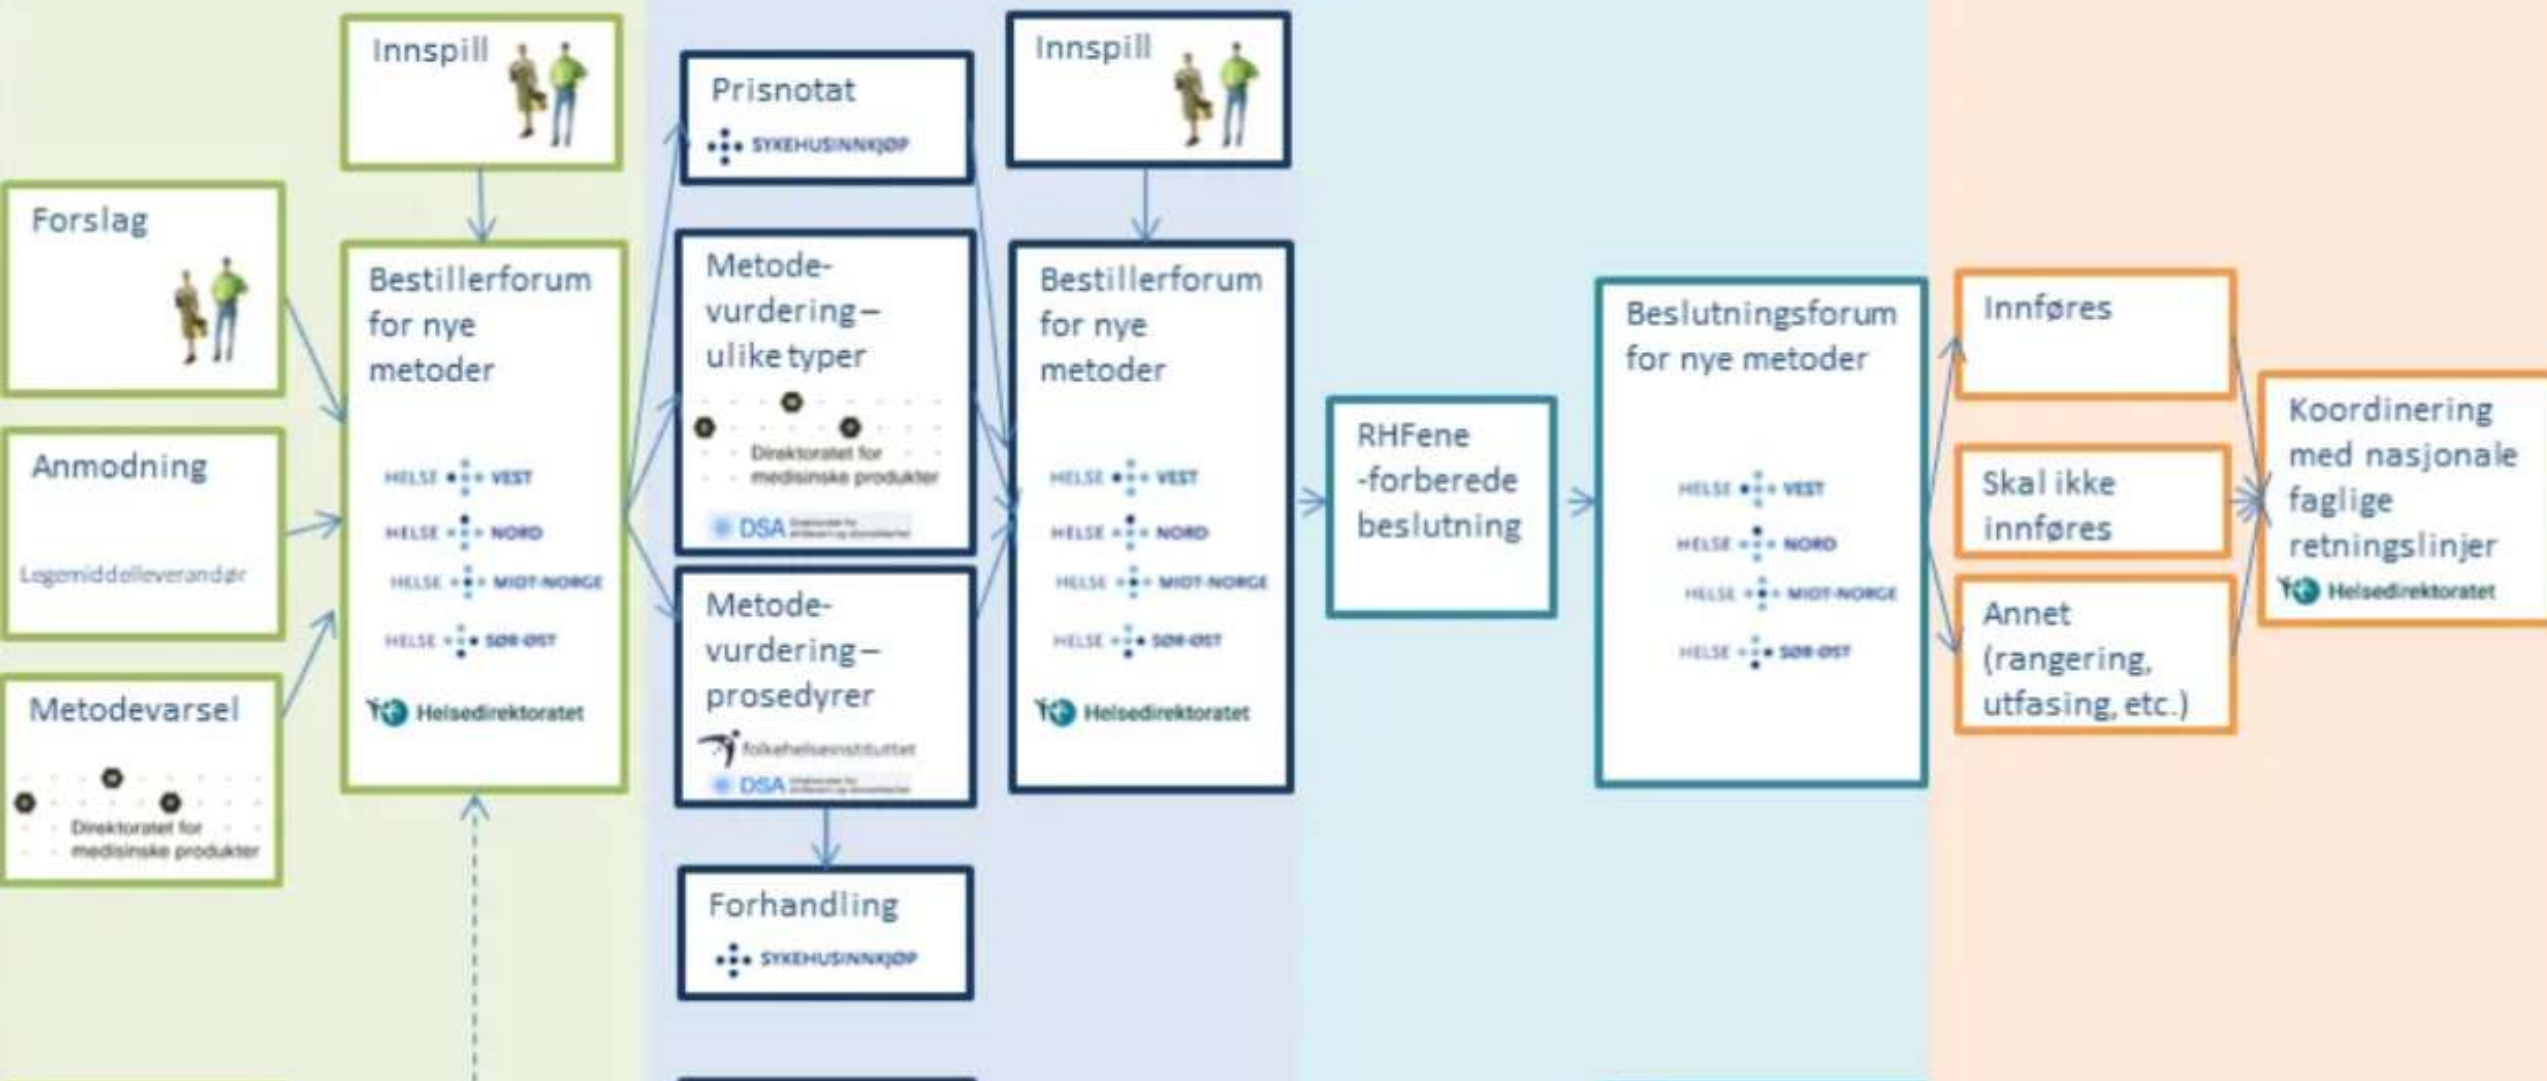 Innspill
Forslag
Anmodning
Legemiddelleverandør
Metodevarsel
Direktoratet for
medisinske produkter
Bestillerforum
for nye
metoder
HELSE VEST
HELSE NORD
HELSE MIDT-NORGE
HELSE SØR-ØST
Helsedirektoratet
Prisnotat
SYKEHUSINNKJØP
Metode-
vurdering–
ulike typer
Direktoratet for
medisinske produkter
DSA
Metode-
vurdering–
prosedyrer
folkehelseinstituttet
DSA
Forhandling
SYKEHUSINNKJØP
Innspill
Bestillerforum
for nye
metoder
HELSE VEST
HELSE NORD
HELSE MIDT-NORGE
HELSE SØR-ØST
Helsedirektoratet
RHFene
-forberede
beslutning
Beslutningsforum
for nye metoder
HELSE VEST
HELSE NORD
HELSE MIDT-NORGE
HELSE SØR-ØST
Innføres
Skal ikke
innføres
Annet
(rangering,
utfasing, etc.)
Koordinering
med nasjonale
faglige
retningslinjer
Helsedirektoratet